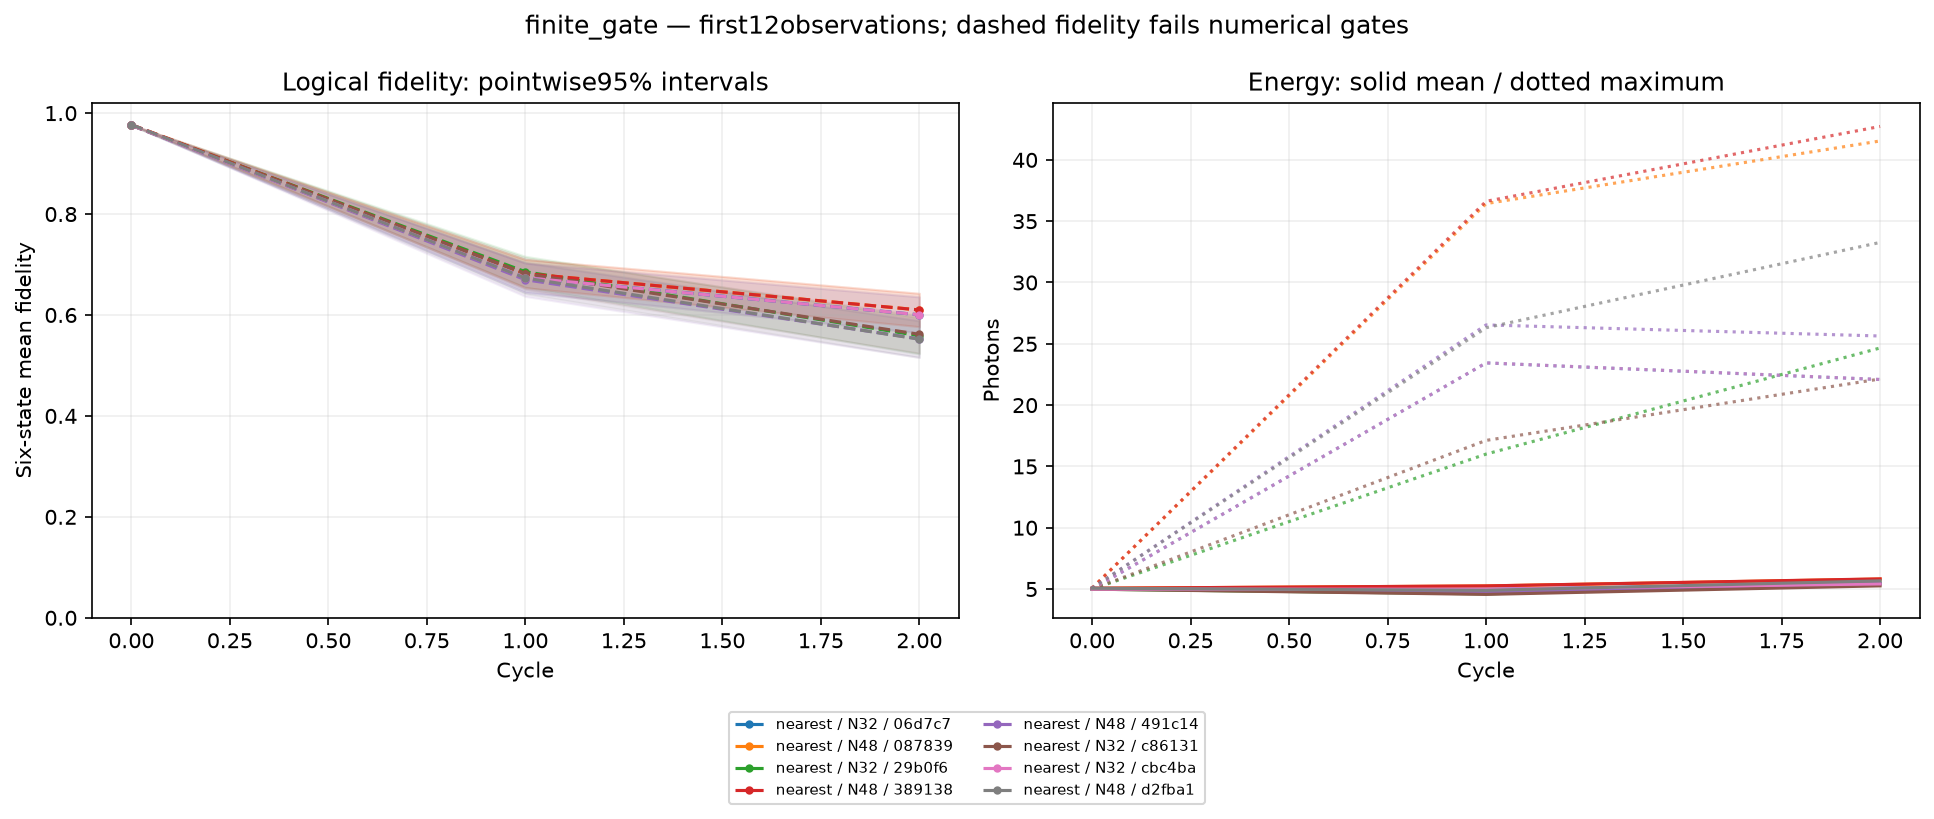 finite_gate — first12observations; dashed fidelity fails numerical gates
Logical fidelity: pointwise95% intervals
Six-state mean fidelity
1.0
0.8
0.6
0.4
0.2
0.0
0.00 0.25 0.50 0.75 1.00 1.25 1.50 1.75 2.00
Cycle
Energy: solid mean / dotted maximum
Photons
40
35
30
25
20
15
10
5
0.00 0.25 0.50 0.75 1.00 1.25 1.50 1.75 2.00
Cycle
nearest / N32 / 06d7c7
nearest / N48 / 087839
nearest / N32 / 29b0f6
nearest / N48 / 389138
nearest / N48 / 491c14
nearest / N32 / c86131
nearest / N32 / cbc4ba
nearest / N48 / d2fba1